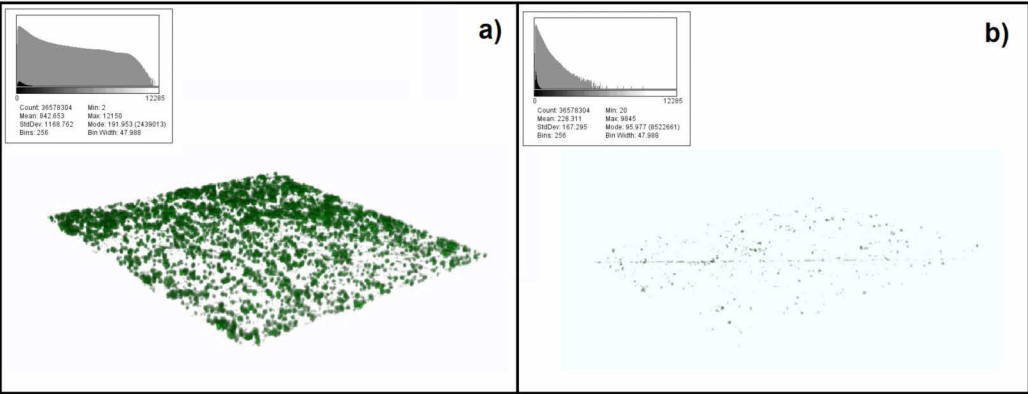 a)
0
12285
Count: 36578304 Min: 2
Mean: 842.653 Max: 12150
StdDev: 1168.762 Mode: 191.953 (2439013)
Bins: 256 Bin Width: 47.988
b)
0
12285
Count: 36578304 Min: 20
Mean: 228.311 Max: 9845
StdDev: 167.295 Mode: 95.977 (8522661)
Bins: 256 Bin Width: 47.988